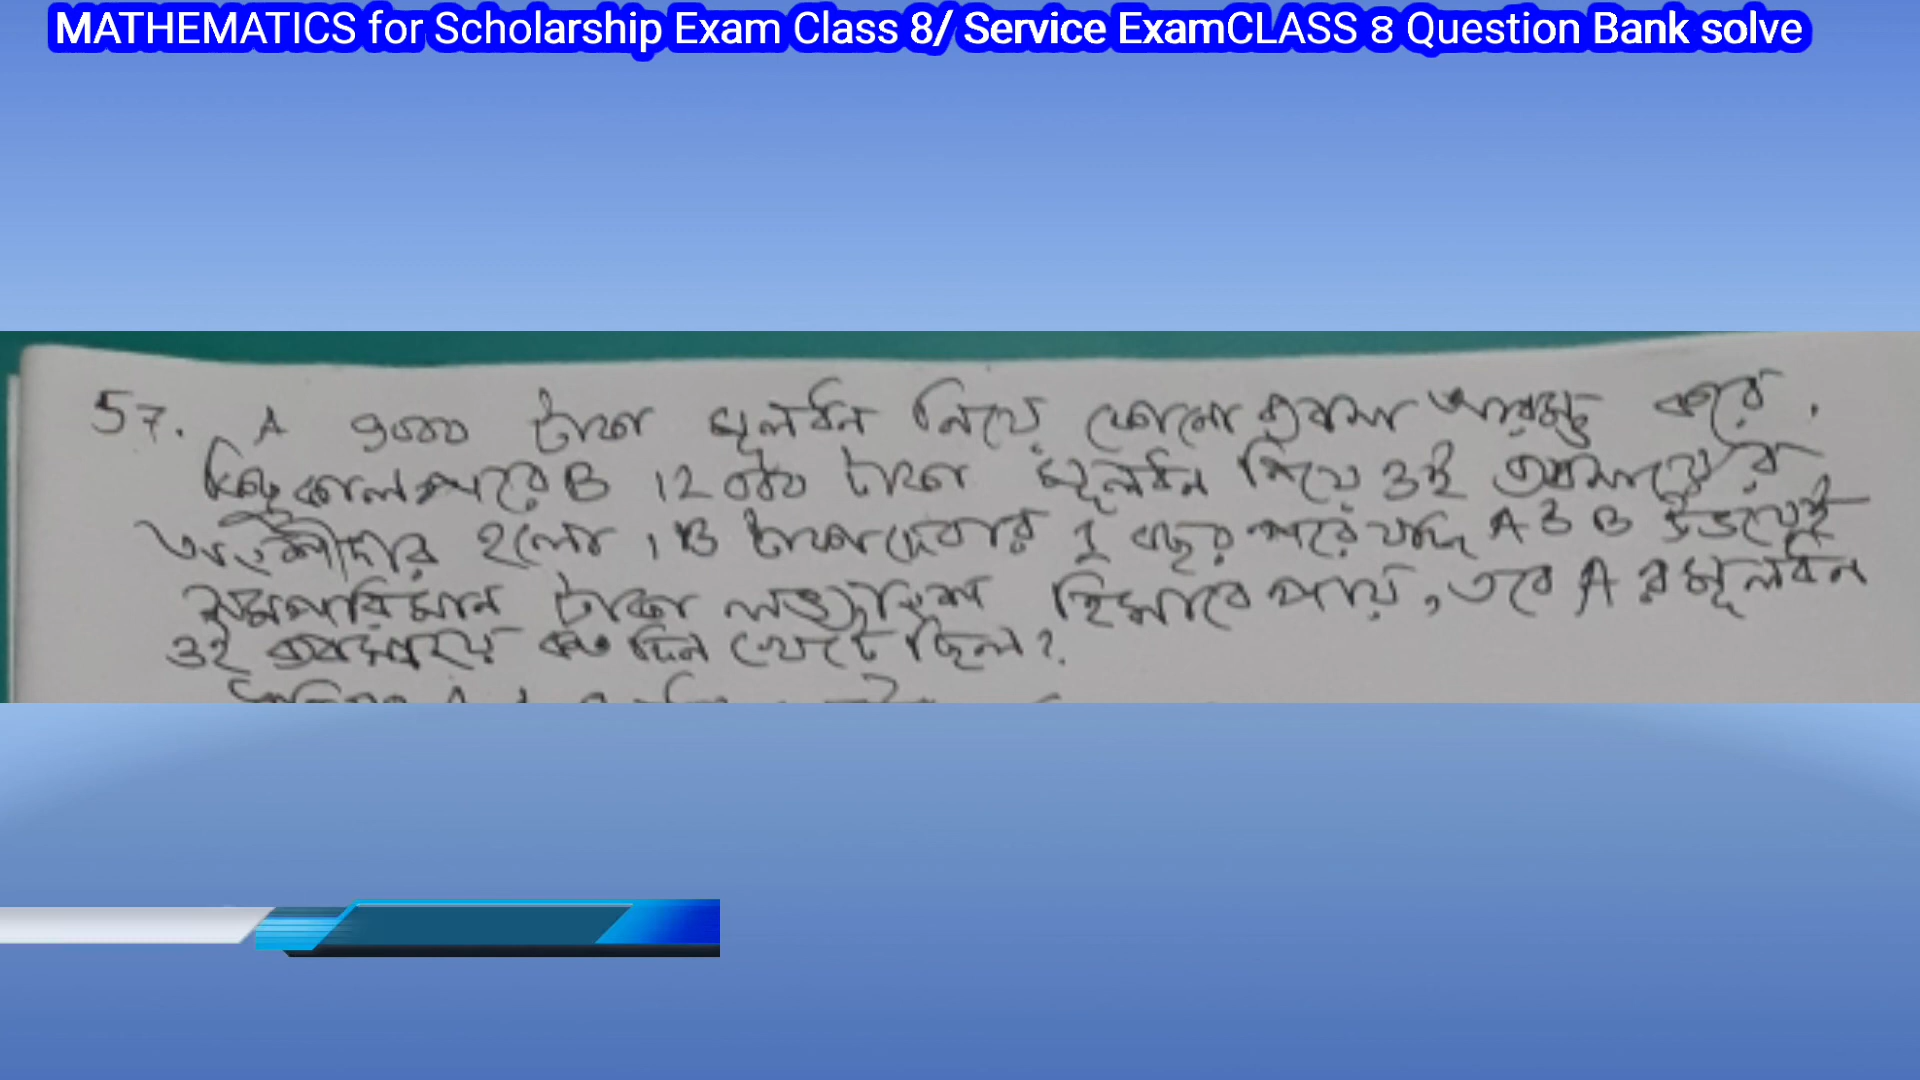 MATHEMATICS for Scholarship Exam Class 8/ Service ExamCLASS 8 Question Bank solve
57. A 9000 টাকা মূলধন নিয়ে কোনো ব্যবসা আরম্ভ করে,
কিছুকাল পরে B 12000 টাকা মূলধন নিয়ে ওই ব্যবসায়ের
অংশীদার হলো, B টাকা দেবার 1 বছর পরে যদি A ও B উভয়েই
সমপরিমান টাকা লভ্যাংশ হিসাবে পায়, তবে A র মূলধন
ওই ব্যবসায় কত দিন খেটে ছিল?